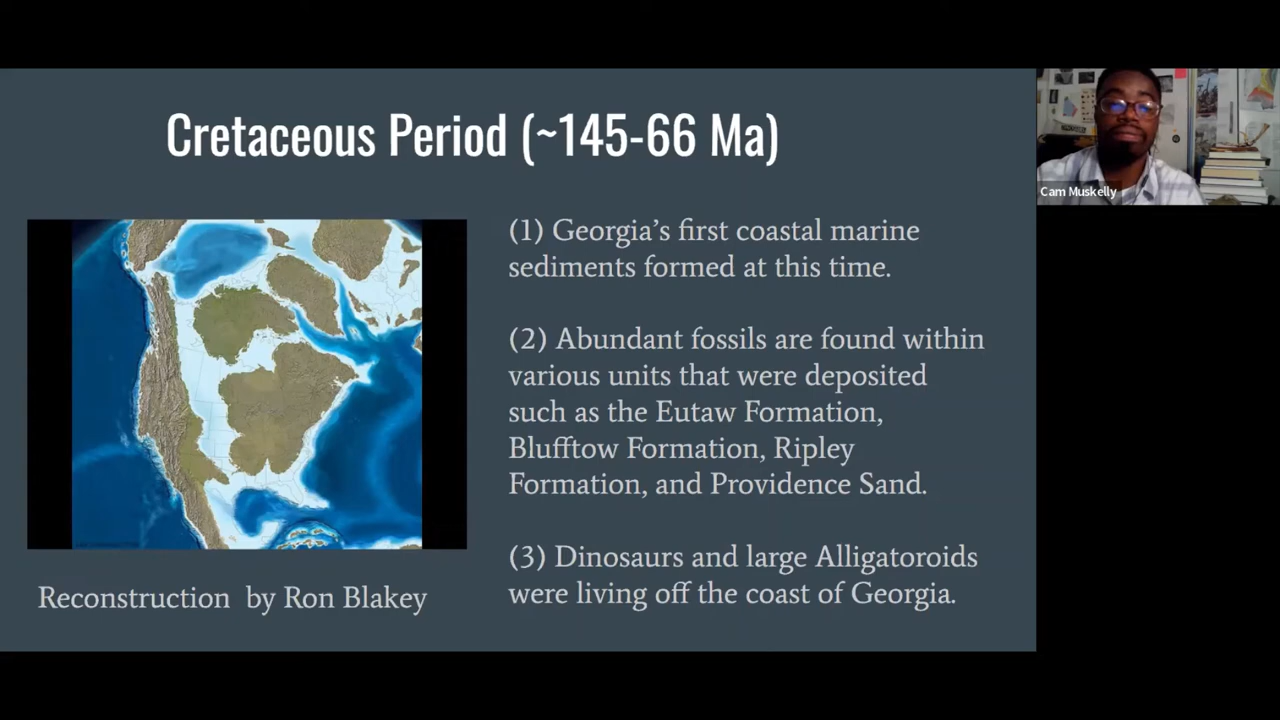 Cretaceous Period (~145-66 Ma)
Cam Muskelly
(1) Georgia's first coastal marine
sediments formed at this time.
(2) Abundant fossils are found within
various units that were deposited
such as the Eutaw Formation,
Blufftow Formation, Ripley
Formation, and Providence Sand.
(3) Dinosaurs and large Alligatoroids
were living off the coast of Georgia.
Reconstruction by Ron Blakey